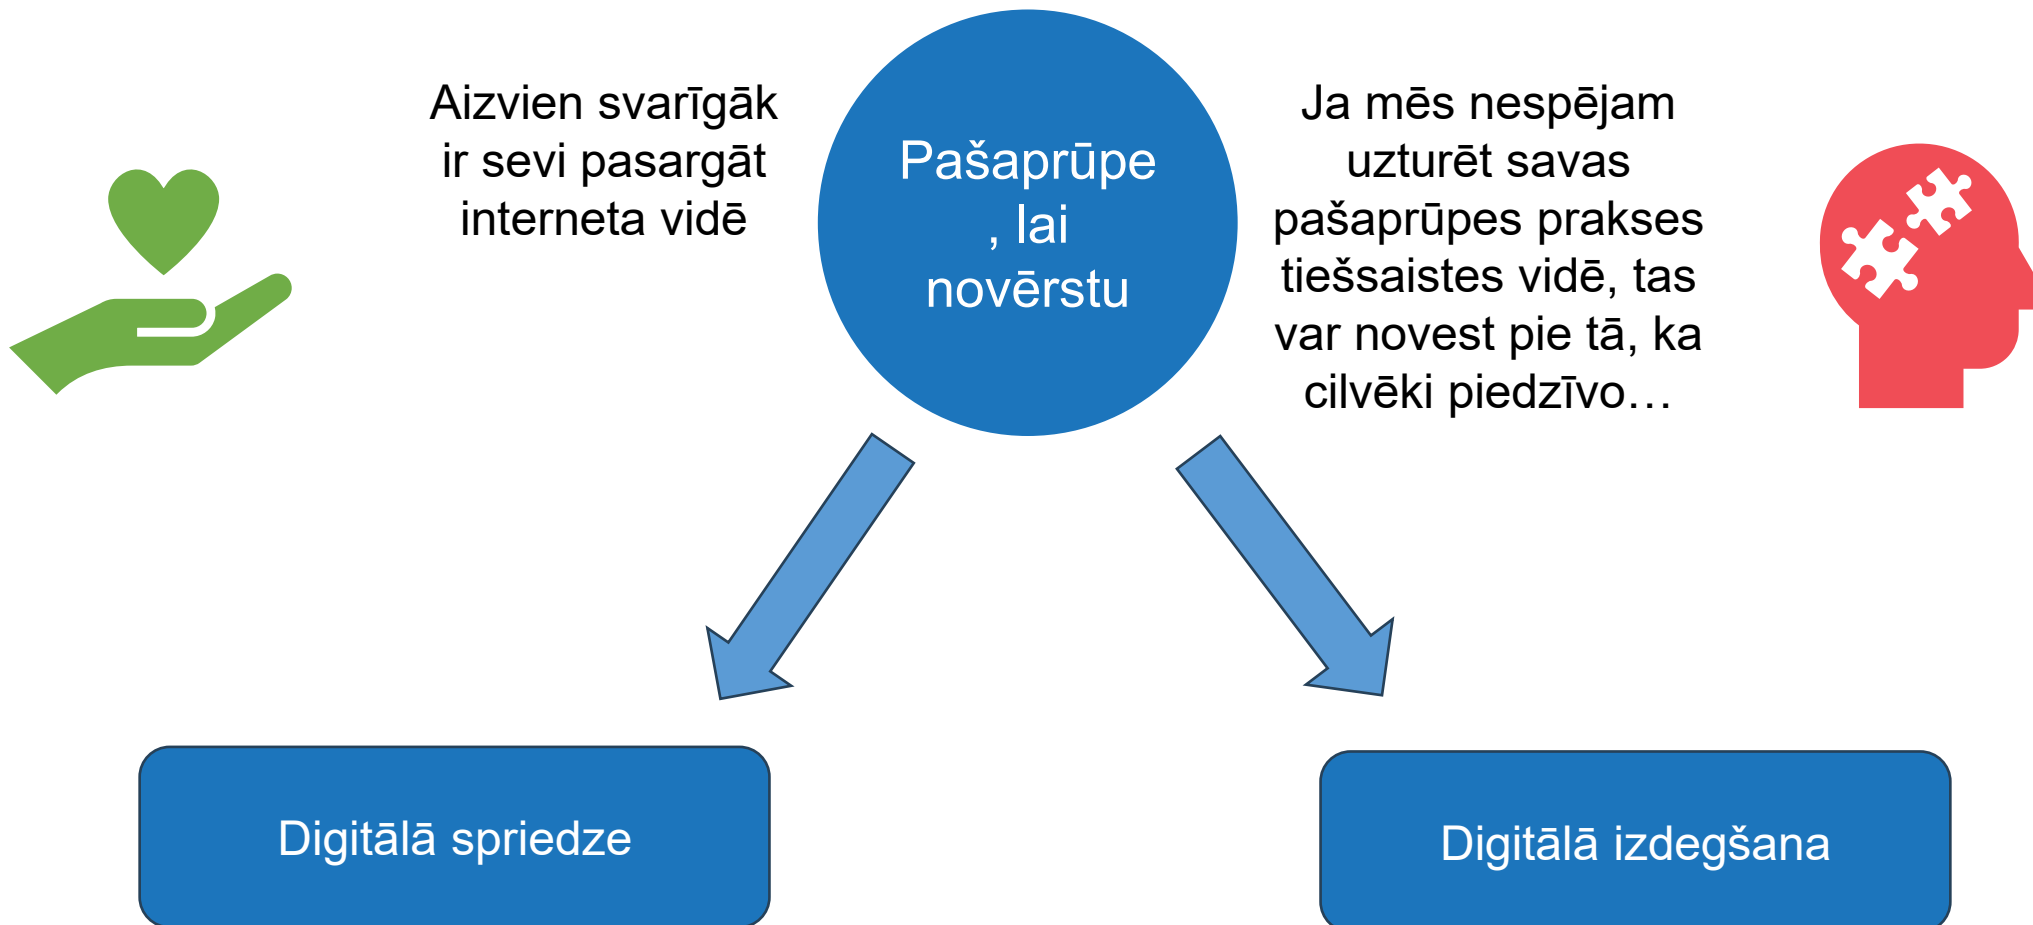 Aizvien svarīgāk
ir sevi pasargāt
interneta vidē
Pašaprūpe
, lai
novērstu
Ja mēs nespējam
uzturēt savas
pašaprūpes prakses
tiešsaistes vidē, tas
var novest pie tā, ka
cilvēki piedzīvo…
Digitālā spriedze
Digitālā izdegšana